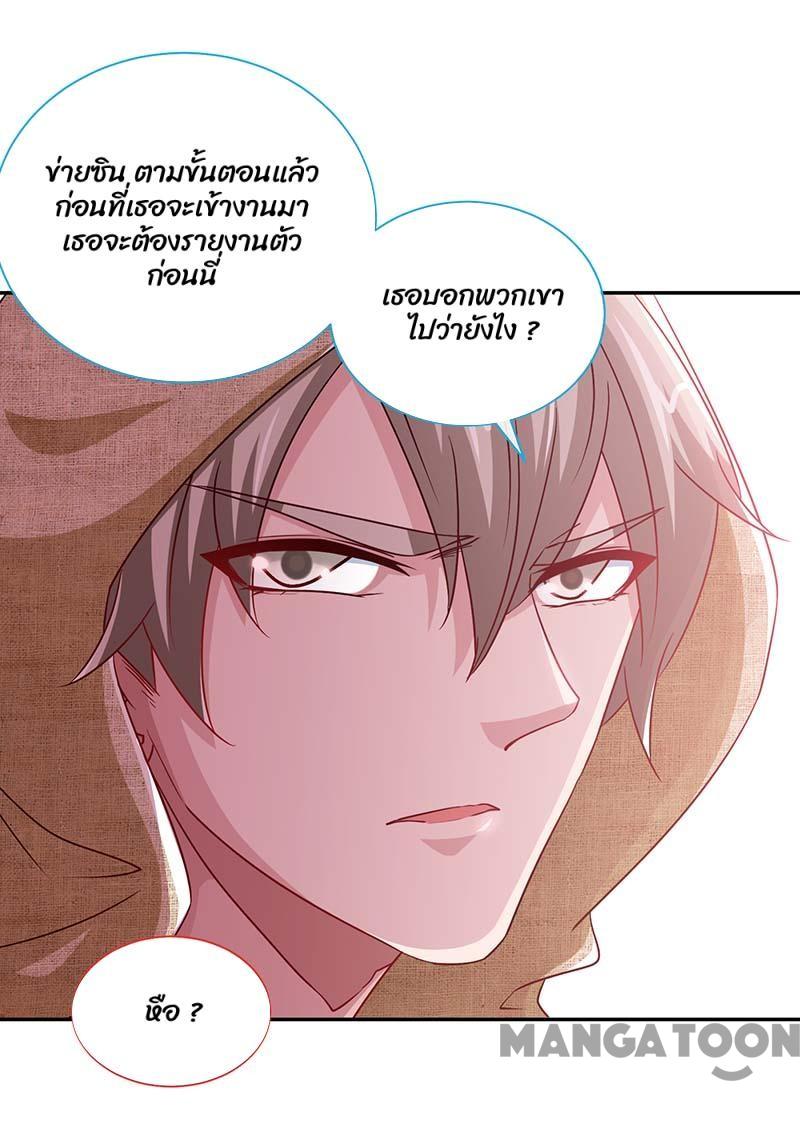 ข่ายซิน ตามขั้นตอนแล้ว
ก่อนที่เธอจะเข้างานมา
เธอจะต้องรายงานตัว
ก่อนนี่
เธอบอกพวกเขา
ไปว่ายังไง ?
หือ ?
MANGATOON